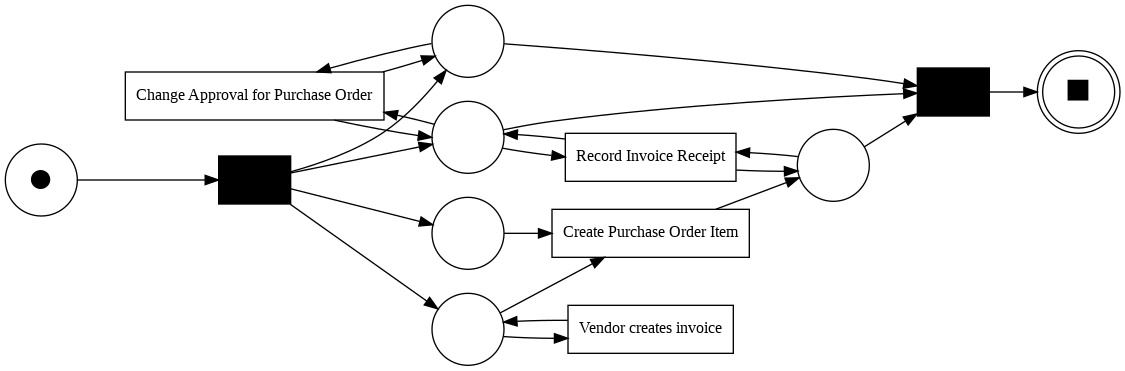 Change Approval for Purchase Order
Record Invoice Receipt
Create Purchase Order Item
Vendor creates invoice